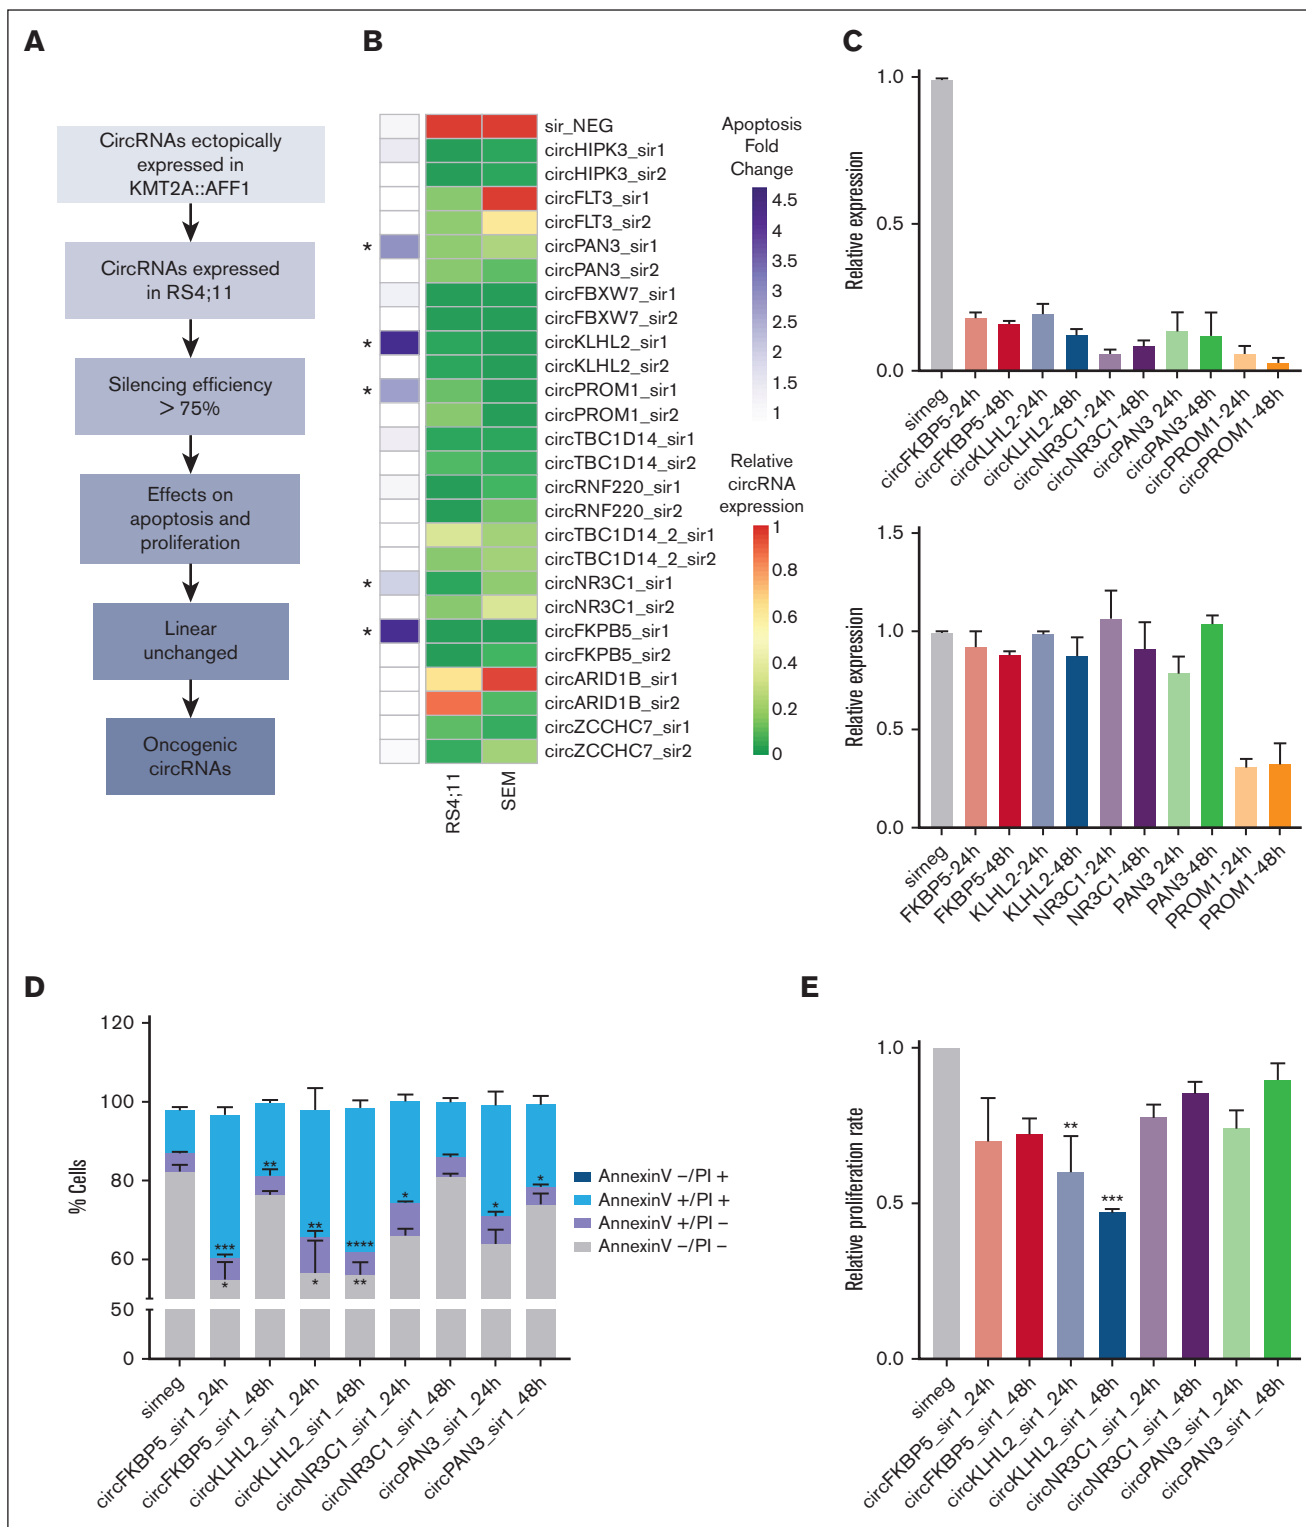 A
CircRNAs ectopically
expressed in
KMT2A::AFF1
CircRNAs expressed
in RS4;11
Silencing efficiency
> 75%
Effects on
apoptosis and
proliferation
Linear
unchanged
Oncogenic
circRNAs
B
sir_NEG
circHIPK3_sir1
circHIPK3_sir2
circFLT3_sir1
circFLT3_sir2
* circPAN3_sir1
circPAN3_sir2
circFBXW7_sir1
circFBXW7_sir2
* circKLHL2_sir1
circKLHL2_sir2
* circPROM1_sir1
circPROM1_sir2
circTBC1D14_sir1
circTBC1D14_sir2
circRNF220_sir1
circRNF220_sir2
circTBC1D14_2_sir1
circTBC1D14_2_sir2
* circNR3C1_sir1
circNR3C1_sir2
* circFKPB5_sir1
circFKPB5_sir2
circARID1B_sir1
circARID1B_sir2
circZCCHC7_sir1
circZCCHC7_sir2
RS4;11
SEM
Apoptosis
Fold
Change
4.5
4
3.5
3
2.5
2
1.5
1
Relative
circRNA
expression
1
0.8
0.6
0.4
0.2
0
C
Relative expression
1.0
0.5
0.0
sirneg
circFKBP5-24h
circFKBP5-48h
circKLHL2-24h
circKLHL2-48h
circNR3C1-24h
circNR3C1-48h
circPAN3 24h
circPAN3-48h
circPROM1-24h
circPROM1-48h
Relative expression
1.5
1.0
0.5
0.0
sirneg
FKBP5-24h
FKBP5-48h
KLHL2-24h
KLHL2-48h
NR3C1-24h
NR3C1-48h
PAN3 24h
PAN3-48h
PROM1-24h
PROM1-48h
D
% Cells
120
100
80
60
50
0
***
*
**
**
*
****
**
*
*
*
sirneg
circFKBP5_sir1_24h
circFKBP5_sir1_48h
circKLHL2_sir1_24h
circKLHL2_sir1_48h
circNR3C1_sir1_24h
circNR3C1_sir1_48h
circPAN3_sir1_24h
circPAN3_sir1_48h
AnnexinV −/PI +
AnnexinV +/PI +
AnnexinV +/PI −
AnnexinV −/PI −
E
Relative proliferation rate
1.0
0.5
0.0
**
***
sirneg
circFKBP5_sir1_24h
circFKBP5_sir1_48h
circKLHL2_sir1_24h
circKLHL2_sir1_48h
circNR3C1_sir1_24h
circNR3C1_sir1_48h
circPAN3_sir1_24h
circPAN3_sir1_48h